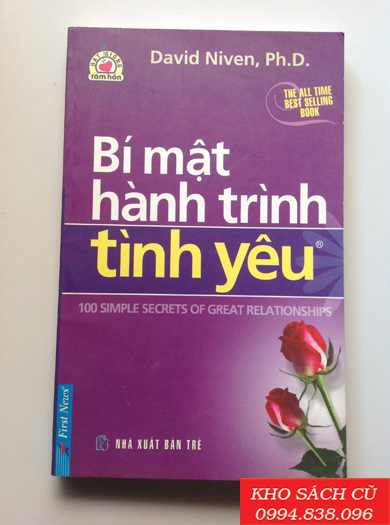 HẠT GIỐNG
tâm hồn
David Niven, Ph.D.
THE ALL TIME
BEST SELLING
BOOK
Bí mật
hành trình
tình yêu®
100 SIMPLE SECRETS OF GREAT RELATIONSHIPS
First News
NHÀ XUẤT BẢN TRẺ
KHO SÁCH CŨ
0994.838.096